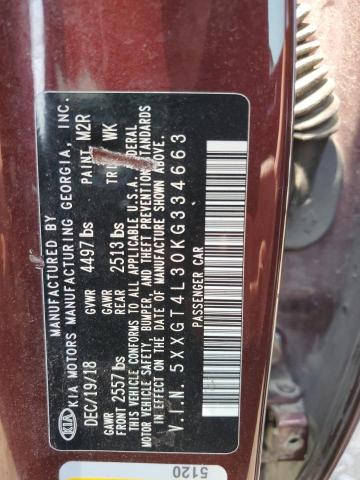 KIA
MANUFACTURED BY
KIA MOTORS MANUFACTURING GEORGIA, INC.
DEC/19/18 GVWR 4497 lbs PAINT M2R
GAWR FRONT 2557 lbs GAWR REAR 2513 lbs TRIM WK
THIS VEHICLE CONFORMS TO ALL APPLICABLE U.S.A. FEDERAL
MOTOR VEHICLE SAFETY, BUMPER, AND THEFT PREVENTION STANDARDS
IN EFFECT ON THE DATE OF MANUFACTURE SHOWN ABOVE.
V.I.N. 5XXGT4L30KG334663
PASSENGER CAR
5120